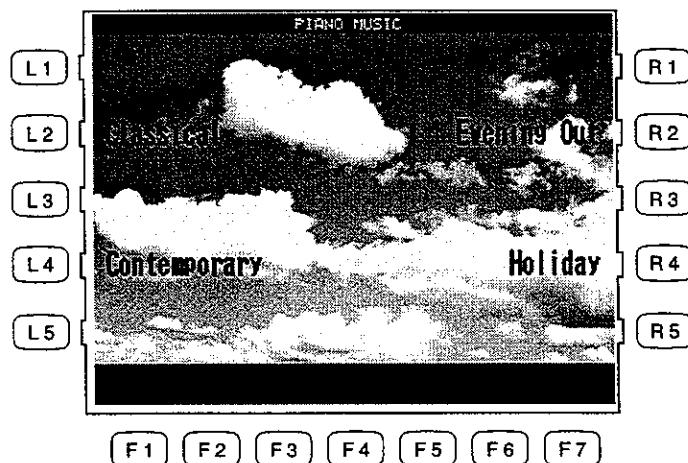 PIANO MUSIC
L1 R1
L2 Classical Evening Out R2
L3 R3
L4 Contemporary Holiday R4
L5 R5
F1 F2 F3 F4 F5 F6 F7